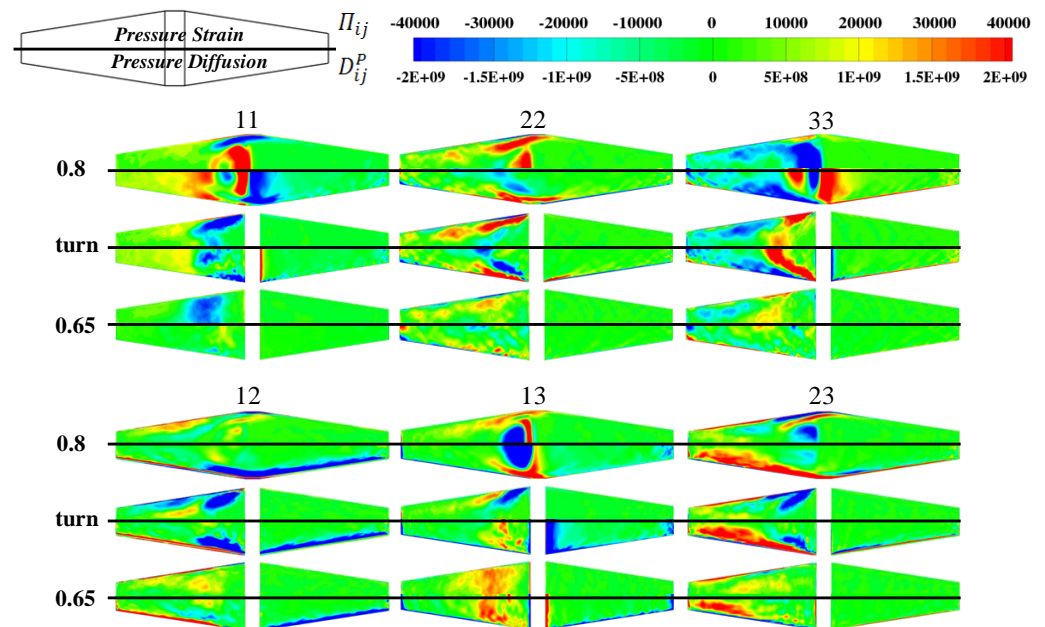 Pressure Strain
Pressure Diffusion
Π_ij
D_ij^P
-40000 -30000 -20000 -10000 0 10000 20000 30000 40000
-2E+09 -1.5E+09 -1E+09 -5E+08 0 5E+08 1E+09 1.5E+09 2E+09
11 22 33
0.8
turn
0.65
12 13 23
0.8
turn
0.65